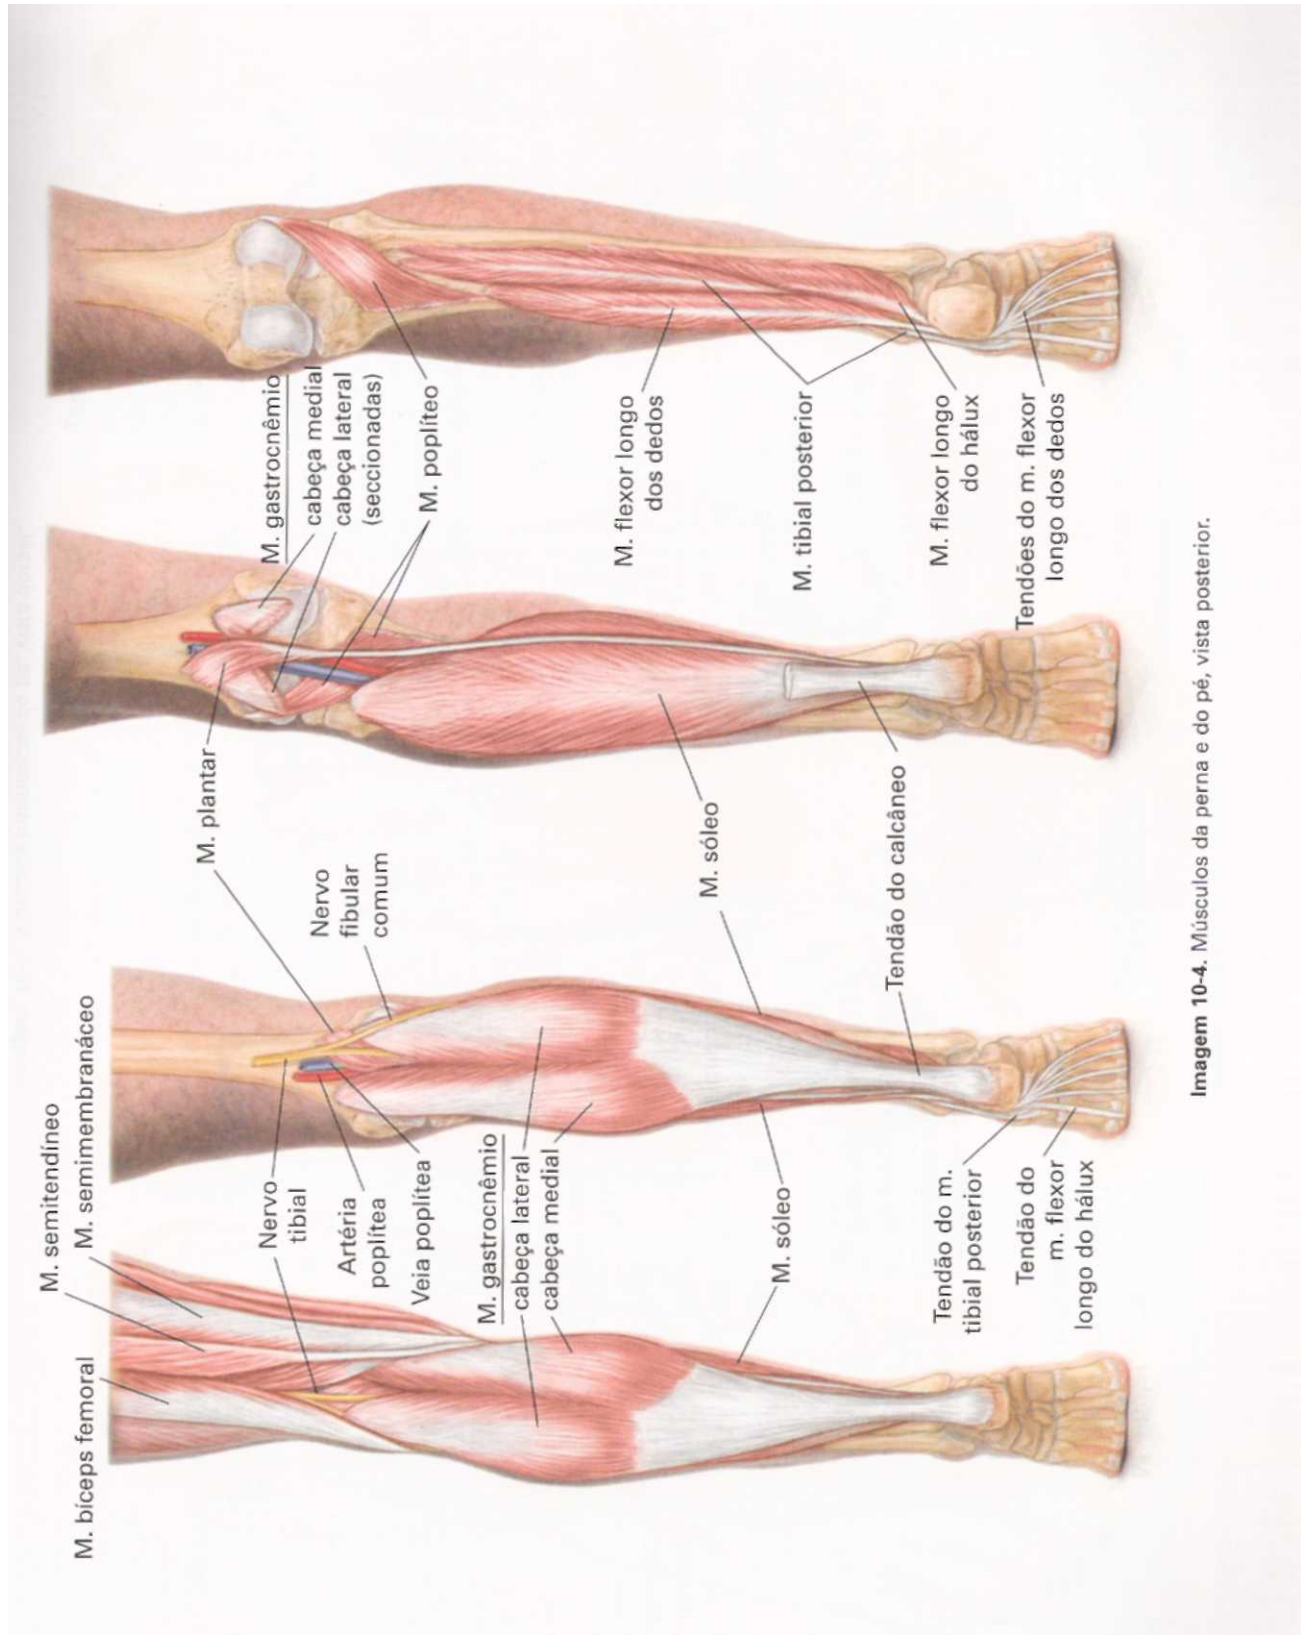 M. bíceps femoral
M. semitendíneo
M. semimembranáceo
Nervo
tibial
Artéria
poplítea
Veia poplítea
M. gastrocnêmio
cabeça lateral
cabeça medial
M. sóleo
Tendão do m.
tibial posterior
Tendão do
m. flexor
longo do hálux
M. plantar
Nervo
fibular
comum
M. sóleo
Tendão do calcâneo
M. gastrocnêmio
cabeça medial
cabeça lateral
(seccionadas)
M. poplíteo
M. flexor longo
dos dedos
M. tibial posterior
M. flexor longo
do hálux
Tendões do m. flexor
longo dos dedos
Imagem 10-4. Músculos da perna e do pé, vista posterior.